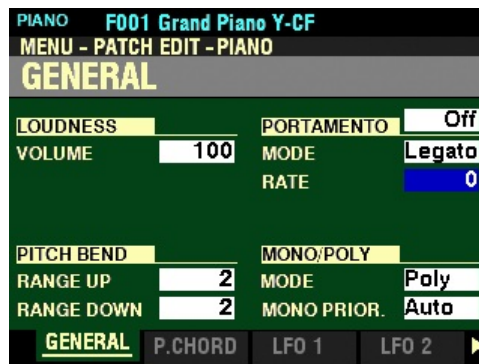 PIANO F001 Grand Piano Y-CF
MENU - PATCH EDIT - PIANO
GENERAL
LOUDNESS
VOLUME 100
PORTAMENTO Off
MODE Legato
RATE 0
PITCH BEND
RANGE UP 2
RANGE DOWN 2
MONO/POLY
MODE Poly
MONO PRIOR. Auto
GENERAL P.CHORD LFO 1 LFO 2